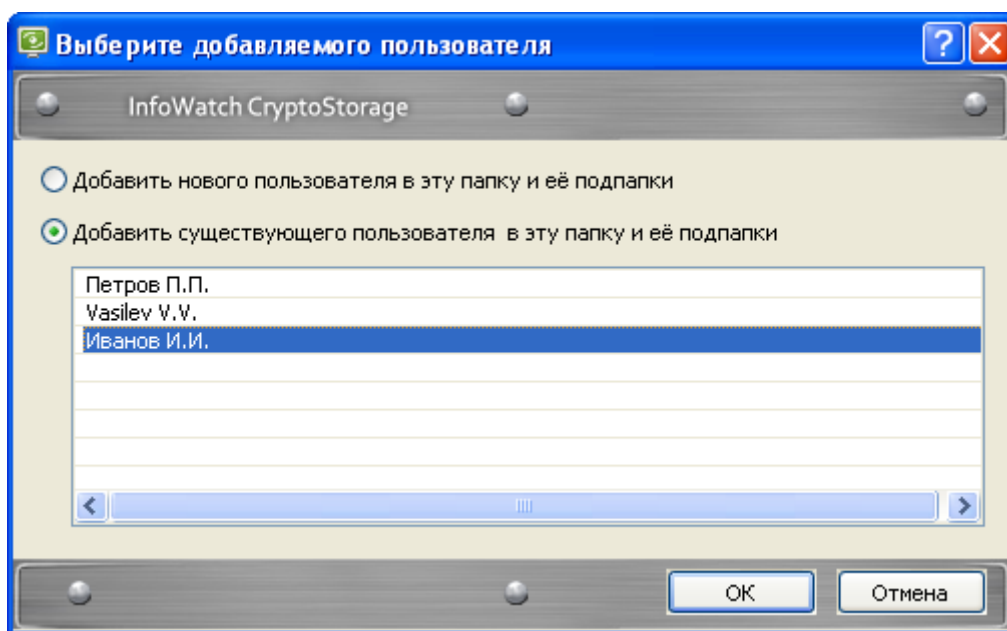 Выберите добавляемого пользователя
InfoWatch CryptoStorage
Добавить нового пользователя в эту папку и её подпапки
Добавить существующего пользователя в эту папку и её подпапки
Петров П.П.
Vasilev V.V.
Иванов И.И.
OK Отмена